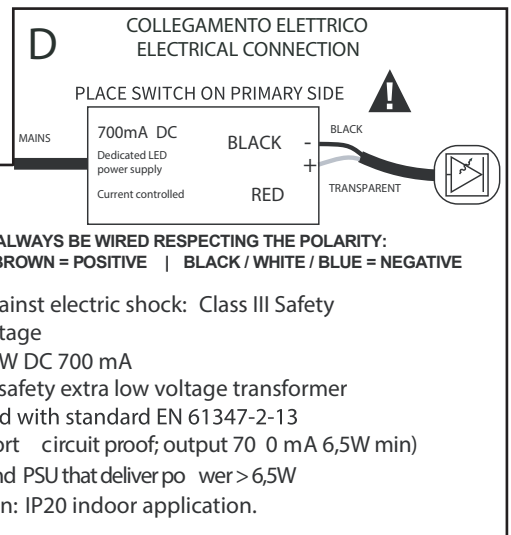 D
COLLEGAMENTO ELETTRICO
ELECTRICAL CONNECTION
PLACE SWITCH ON PRIMARY SIDE
!
MAINS
700mA DC
Dedicated LED
power supply
Current controlled
BLACK -
+
RED
BLACK
TRANSPARENT
ALWAYS BE WIRED RESPECTING THE POLARITY:
BROWN = POSITIVE | BLACK / WHITE / BLUE = NEGATIVE
ainst electric shock: Class III Safety
tage
W DC 700 mA
safety extra low voltage transformer
d with standard EN 61347-2-13
ort circuit proof; output 70 0 mA 6,5W min)
nd PSU that deliver po wer > 6,5W
n: IP20 indoor application.